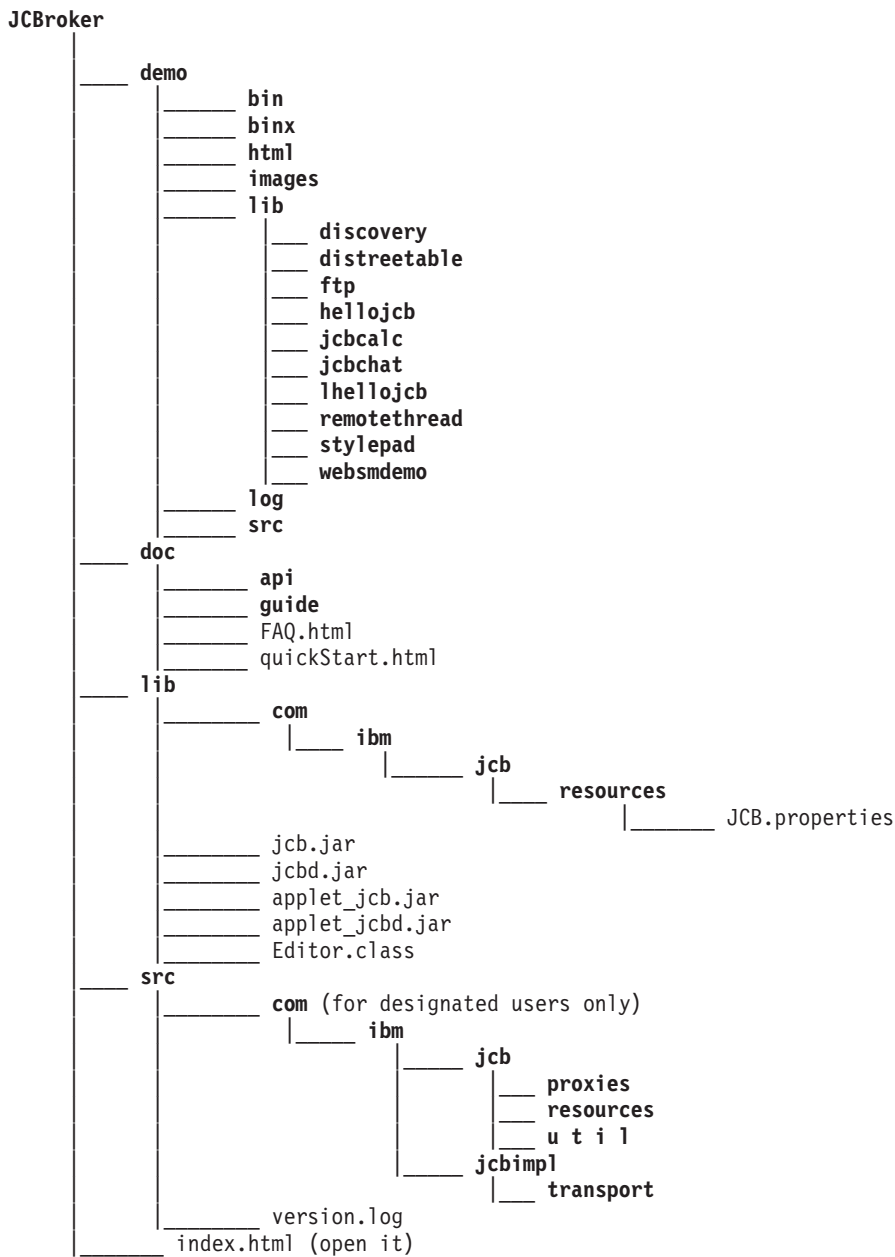 JCBroker
demo
bin
binx
html
images
lib
discovery
distreetable
ftp
hellojcb
jcbcalc
jcbchat
lhellojcb
remotethread
stylepad
websmdemo
log
src
doc
api
guide
FAQ.html
quickStart.html
lib
com
ibm
jcb
resources
JCB.properties
jcb.jar
jcbd.jar
applet_jcb.jar
applet_jcbd.jar
Editor.class
src
com (for designated users only)
ibm
jcb
proxies
resources
u t i l
jcbimpl
transport
version.log
index.html (open it)